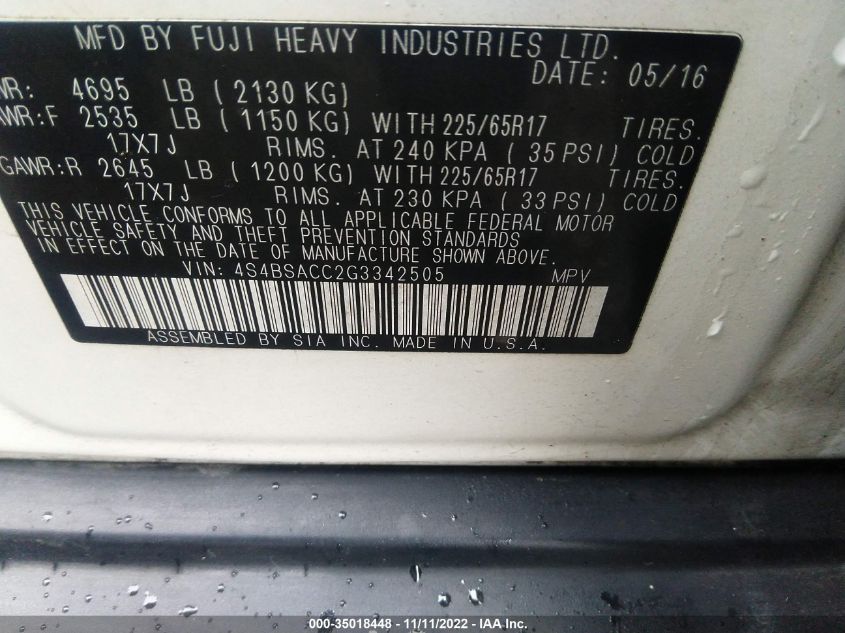 MFD BY FUJI HEAVY INDUSTRIES LTD.
DATE: 05/16
WR: 4695 LB ( 2130 KG)
AWR:F 2535 LB ( 1150 KG) WITH 225/65R17 TIRES.
17X7J RIMS. AT 240 KPA ( 35 PSI) COLD
GAWR:R 2645 LB ( 1200 KG) WITH 225/65R17 TIRES.
17X7J RIMS. AT 230 KPA ( 33 PSI) COLD
THIS VEHICLE CONFORMS TO ALL APPLICABLE FEDERAL MOTOR
VEHICLE SAFETY AND THEFT PREVENTION STANDARDS
IN EFFECT ON THE DATE OF MANUFACTURE SHOWN ABOVE.
VIN: 4S4BSACC2G3342505 MPV
ASSEMBLED BY SIA INC. MADE IN U.S.A.
000-35018448 - 11/11/2022 - IAA Inc.